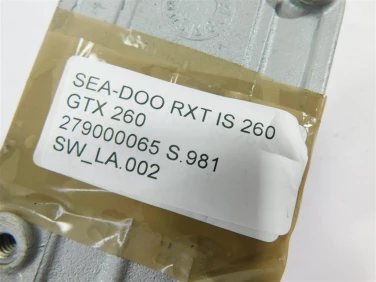 SEA-DOO RXT IS 260
GTX 260
279000065 S.981
SW_LA.002